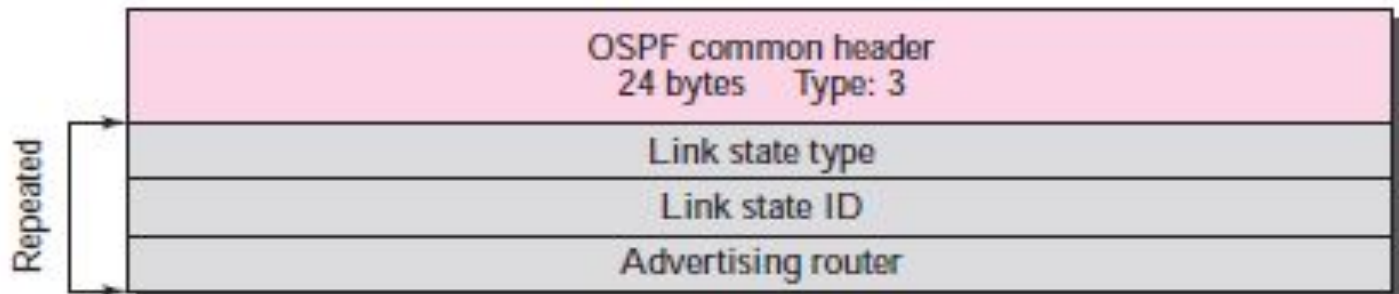 OSPF common header
24 bytes Type: 3
Repeated
Link state type
Link state ID
Advertising router